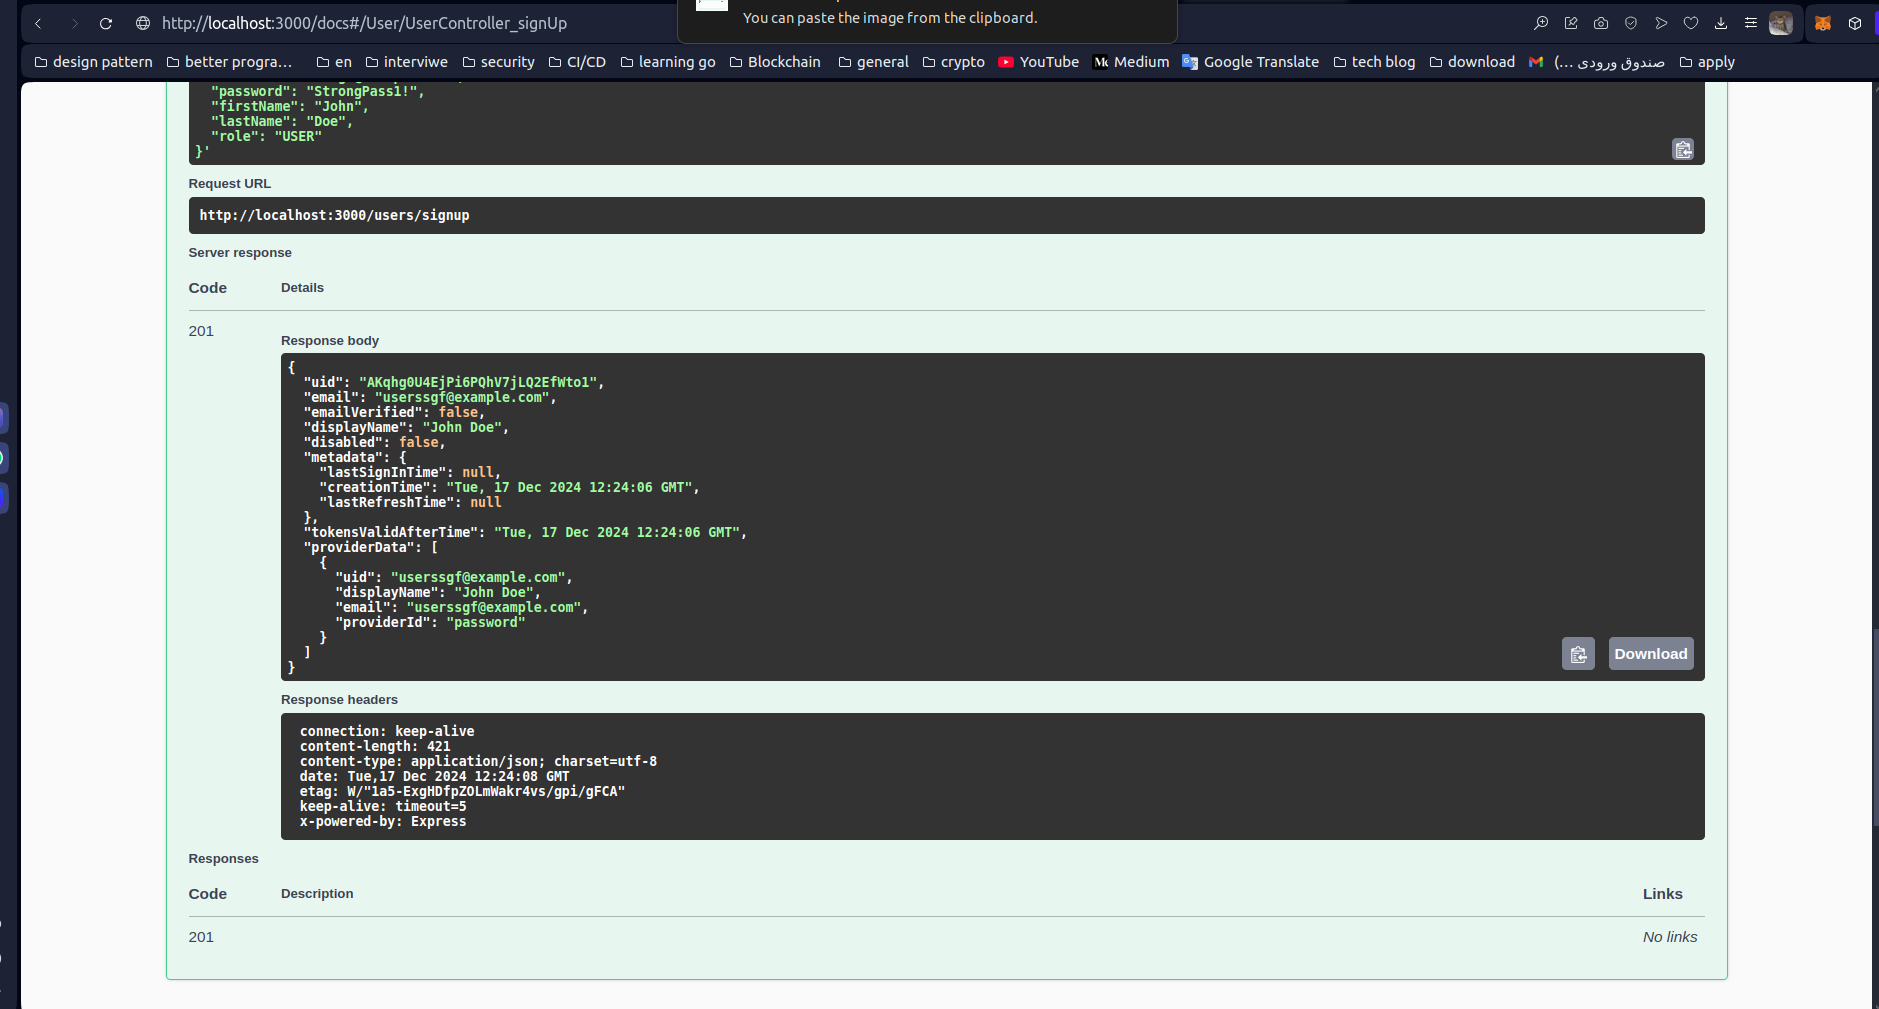 You can paste the image from the clipboard.
http://localhost:3000/docs#/User/UserController_signUp
design pattern better progra... en interviwe security CI/CD learning go Blockchain general crypto YouTube Medium Google Translate tech blog download صندوق ورودی ...) apply
"password": "StrongPass1!",
"firstName": "John",
"lastName": "Doe",
"role": "USER"
}'
Request URL
http://localhost:3000/users/signup
Server response
Code Details
201
Response body
{
"uid": "AKqhg0U4EjPi6PQhV7jLQ2EfWto1",
"email": "userssgf@example.com",
"emailVerified": false,
"displayName": "John Doe",
"disabled": false,
"metadata": {
"lastSignInTime": null,
"creationTime": "Tue, 17 Dec 2024 12:24:06 GMT",
"lastRefreshTime": null
},
"tokensValidAfterTime": "Tue, 17 Dec 2024 12:24:06 GMT",
"providerData": [
{
"uid": "userssgf@example.com",
"displayName": "John Doe",
"email": "userssgf@example.com",
"providerId": "password"
}
]
}
Download
Response headers
connection: keep-alive
content-length: 421
content-type: application/json; charset=utf-8
date: Tue,17 Dec 2024 12:24:08 GMT
etag: W/"1a5-ExgHDfpZOLmWakr4vs/gpi/gFCA"
keep-alive: timeout=5
x-powered-by: Express
Responses
Code Description Links
201 No links